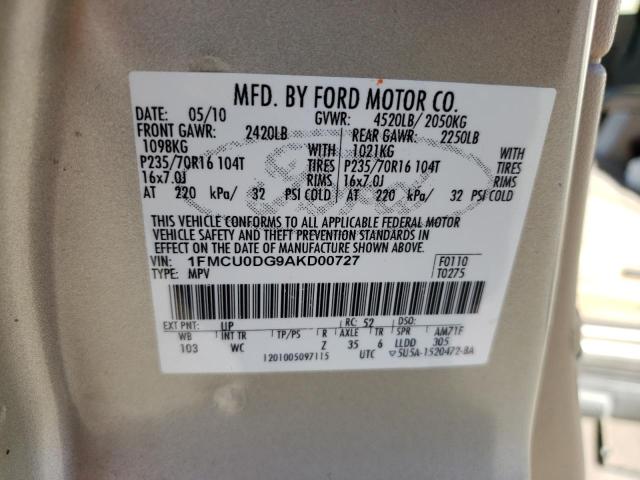 MFD. BY FORD MOTOR CO.
DATE: 05/10 GVWR: 4520LB/ 2050KG
FRONT GAWR: 2420LB REAR GAWR: 2250LB
1098KG WITH 1021KG WITH
P235/70R16 104T TIRES P235/70R16 104T TIRES
16x7.0J RIMS 16x7.0J RIMS
AT 220 kPa/ 32 PSI COLD AT 220 kPa/ 32 PSI COLD
THIS VEHICLE CONFORMS TO ALL APPLICABLE FEDERAL MOTOR
VEHICLE SAFETY AND THEFT PREVENTION STANDARDS IN
EFFECT ON THE DATE OF MANUFACTURE SHOWN ABOVE.
VIN: 1FMCU0DG9AKD00727 F0110
TYPE: MPV T0275
EXT PNT: UP RC: 52 DSO:
WB INT TR TP/PS R AXLE TR SPR AM71F
103 WC Z 35 6 LLDD 305
1201005097115 UTC 5U5A-1520472-BA